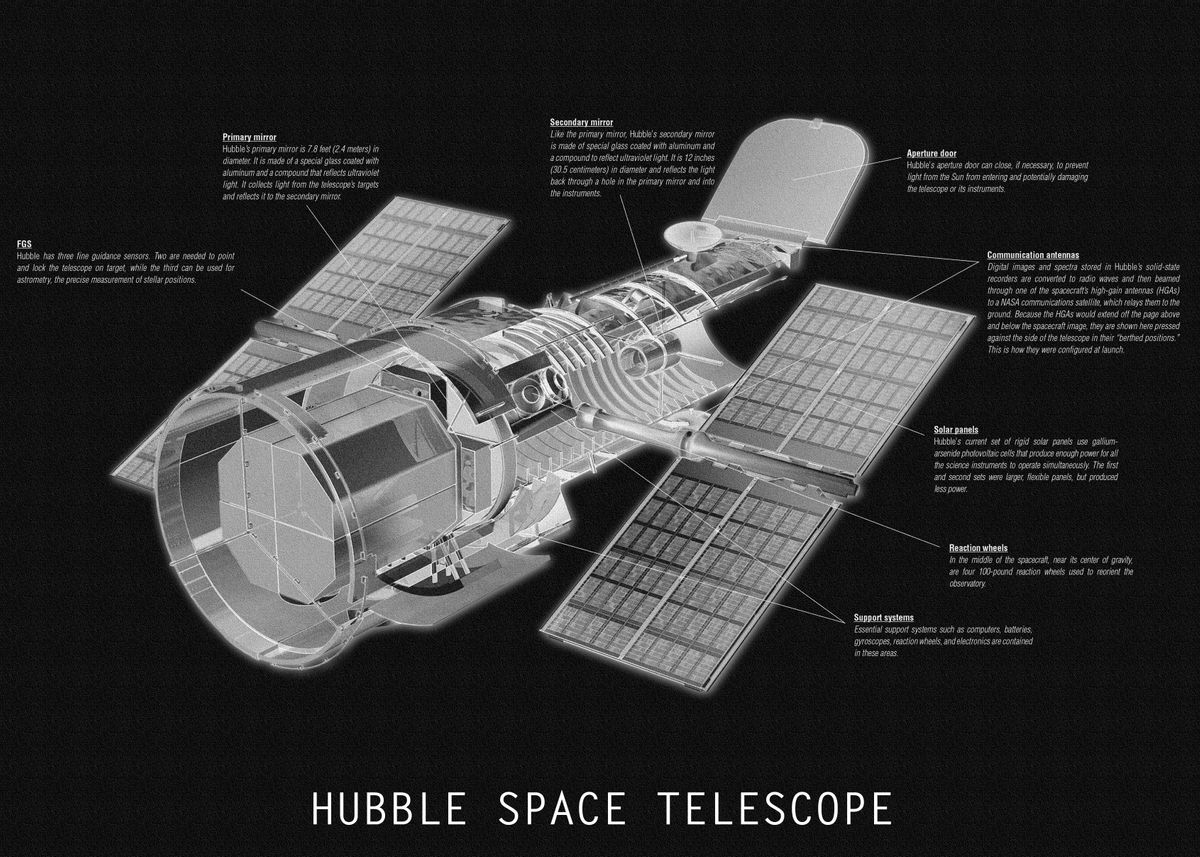 Primary mirror
Hubble's primary mirror is 7.8 feet (2.4 meters) in
diameter. It is made of a special glass coated with
aluminum and a compound that reflects ultraviolet
light. It collects light from the telescope's targets
and reflects it to the secondary mirror.
Secondary mirror
Like the primary mirror, Hubble's secondary mirror
is made of special glass coated with aluminum and
a compound to reflect ultraviolet light. It is 12 inches
(30.5 centimeters) in diameter and reflects the light
back through a hole in the primary mirror and into
the instruments.
Aperture door
Hubble's aperture door can close, if necessary, to prevent
light from the Sun from entering and potentially damaging
the telescope or its instruments.
FGS
Hubble has three fine guidance sensors. Two are needed to point
and lock the telescope on target, while the third can be used for
astrometry, the precise measurement of stellar positions.
Communication antennas
Digital images and spectra stored in Hubble's solid-state
recorders are converted to radio waves and then beamed
through one of the spacecraft's high-gain antennas (HGAs)
to a NASA communications satellite, which relays them to the
ground. Because the HGAs would extend off the page above
and below the spacecraft image, they are shown here pressed
against the side of the telescope in their "berthed positions."
This is how they were configured at launch.
Solar panels
Hubble's current set of rigid solar panels use gallium-
arsenide photovoltaic cells that produce enough power for all
the science instruments to operate simultaneously. The first
and second sets were larger, flexible panels, but produced
less power.
Reaction wheels
In the middle of the spacecraft, near its center of gravity,
are four 100-pound reaction wheels used to reorient the
observatory.
Support systems
Essential support systems such as computers, batteries,
gyroscopes, reaction wheels, and electronics are contained
in these areas.
HUBBLE SPACE TELESCOPE